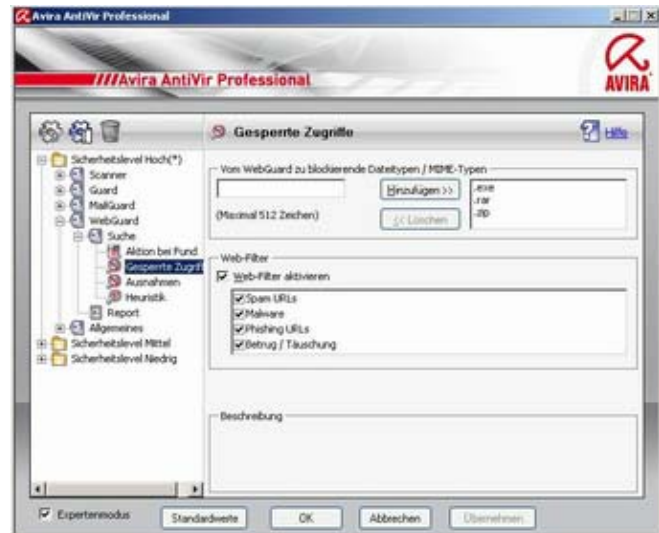 Avira AntiVir Professional
////Avira AntiVir Professional
AVIRA
Gesperrte Zugriffe
Hilfe
Sicherheitslevel Hoch(*)
Scanner
Guard
MailGuard
WebGuard
Suche
Aktion bei Fund
Gesperrte Zugriff
Ausnahmen
Heuristik
Report
Allgemeines
Sicherheitslevel Mittel
Sicherheitslevel Niedrig
Vom WebGuard zu blockierende Dateitypen / MIME-Typen
Hinzufügen >>
.exe
.rar
.zip
(Maximal 512 Zeichen)
<< Löschen
Web-Filter
Web-Filter aktivieren
Spam URLs
Malware
Phishing URLs
Betrug / Täuschung
Beschreibung
Expertenmodus
Standardwerte
OK
Abbrechen
Übernehmen